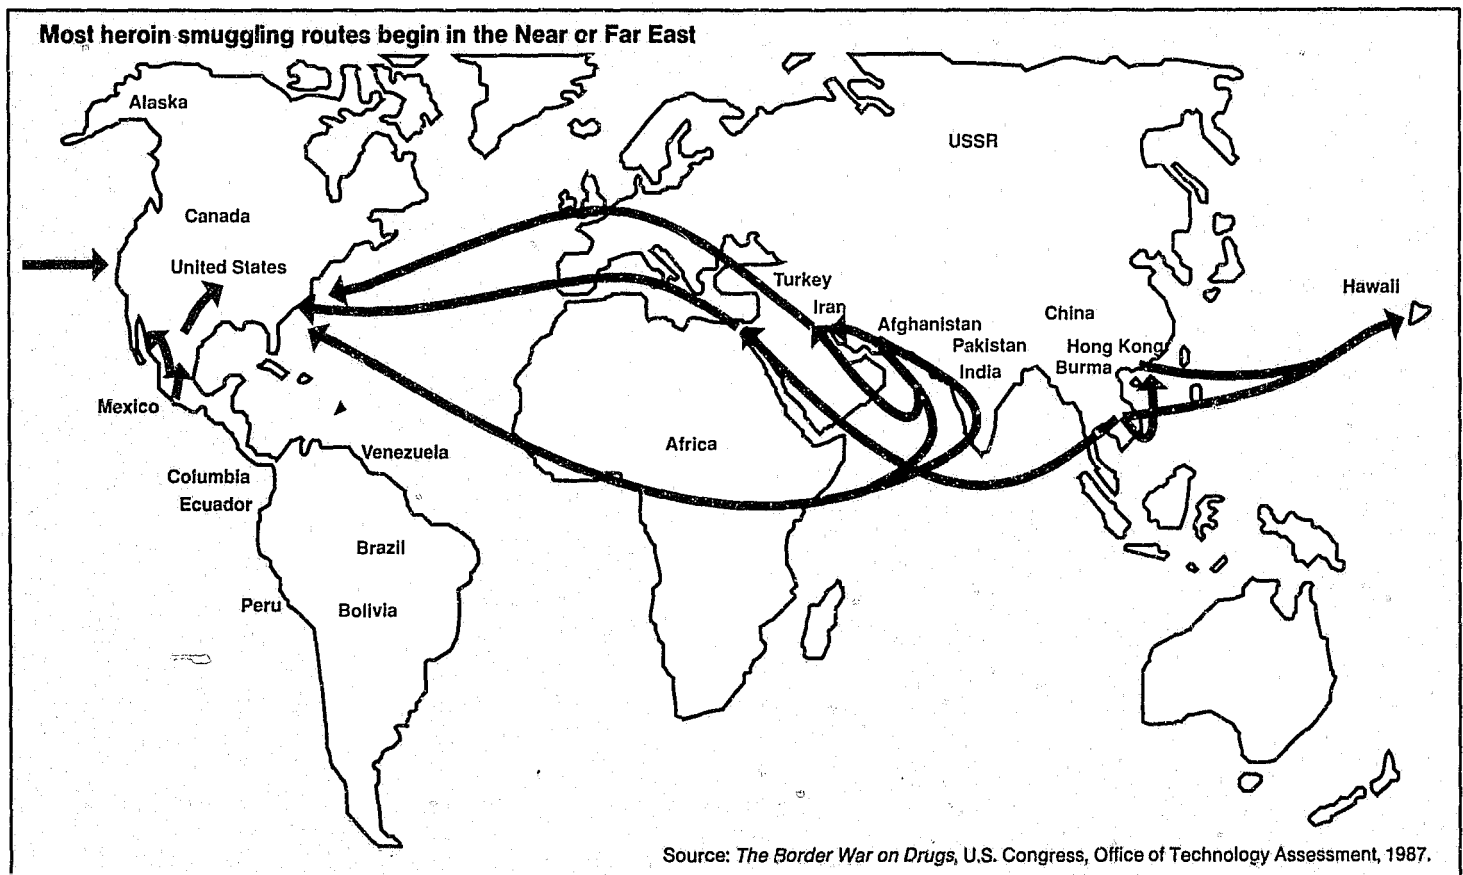 Most heroin smuggling routes begin in the Near or Far East
Alaska
USSR
Canada
United States
Turkey
Hawaii
Iran
China
Afghanistan
Pakistan
Hong Kong
India
Burma
Mexico
Africa
Venezuela
Columbia
Ecuador
Brazil
Peru
Bolivia
Source: The Border War on Drugs, U.S. Congress, Office of Technology Assessment, 1987.